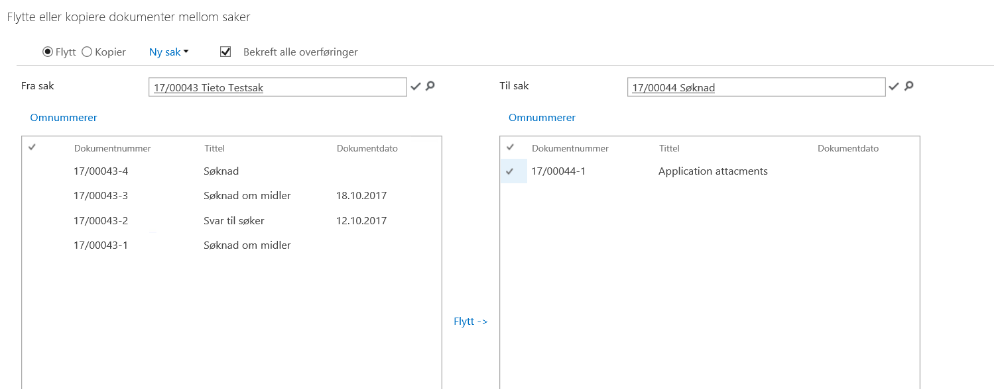 Flytte eller kopiere dokumenter mellom saker
Flytt Kopier Ny sak Bekreft alle overføringer
Fra sak 17/00043 Tieto Testsak Til sak 17/00044 Søknad
Omnummerer Omnummerer
Dokumentnummer Tittel Dokumentdato Dokumentnummer Tittel Dokumentdato
17/00043-4 Søknad 17/00044-1 Application attacments
17/00043-3 Søknad om midler 18.10.2017
17/00043-2 Svar til søker 12.10.2017
17/00043-1 Søknad om midler
Flytt ->